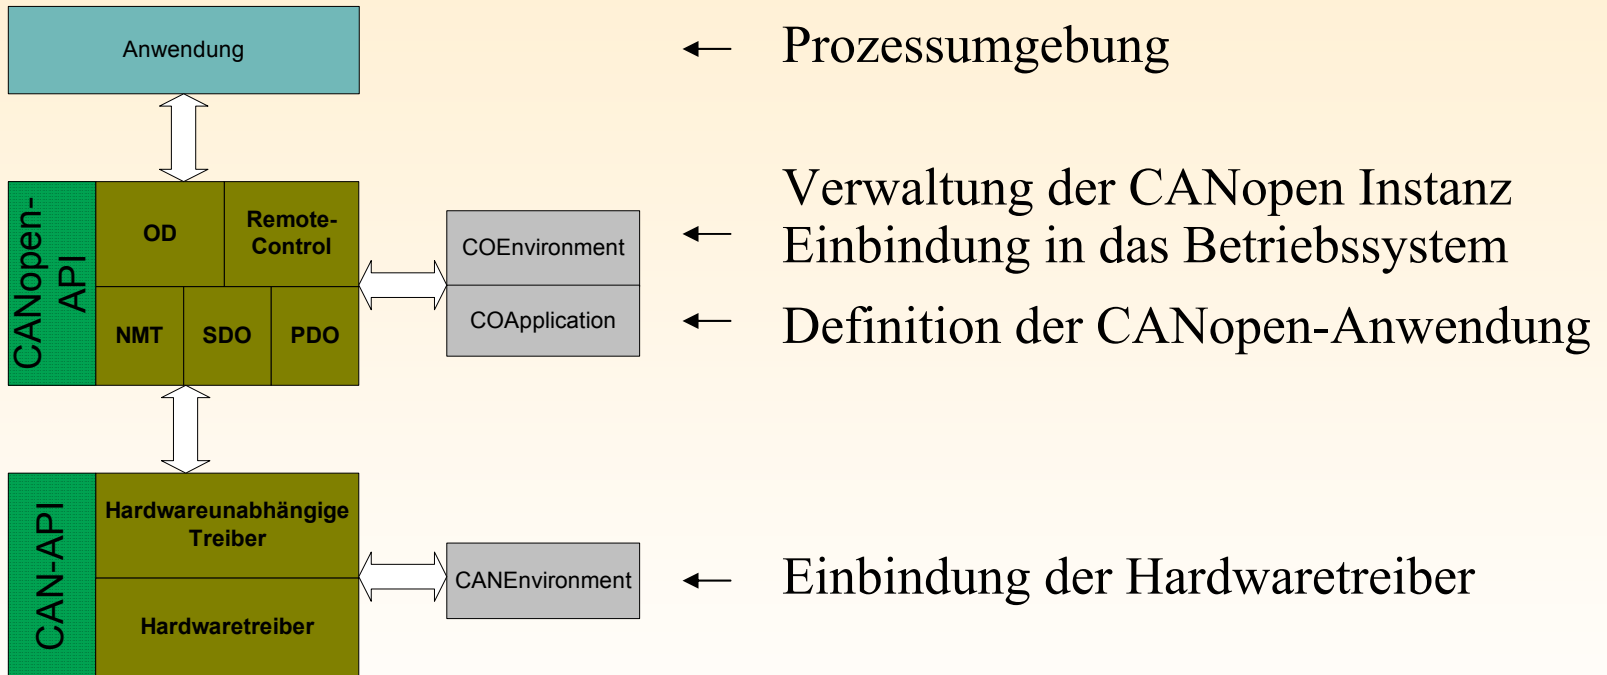 Anwendung
Prozessumgebung
CANopen-
API
OD
Remote-
Control
NMT
SDO
PDO
COEnvironment
COApplication
Verwaltung der CANopen Instanz
Einbindung in das Betriebssystem
Definition der CANopen-Anwendung
CAN-API
Hardwareunabhängige
Treiber
Hardwaretreiber
CANEnvironment
Einbindung der Hardwaretreiber